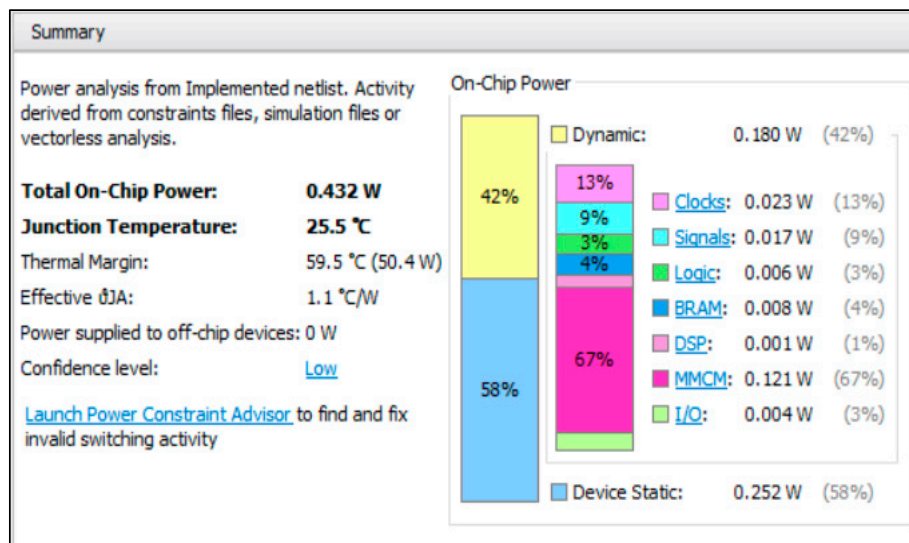 Summary
Power analysis from Implemented netlist. Activity
derived from constraints files, simulation files or
vectorless analysis.
Total On-Chip Power: 0.432 W
Junction Temperature: 25.5 °C
Thermal Margin: 59.5 °C (50.4 W)
Effective ϑJA: 1.1 °C/W
Power supplied to off-chip devices: 0 W
Confidence level: Low
Launch Power Constraint Advisor to find and fix
invalid switching activity
On-Chip Power
42%
58%
Dynamic: 0.180 W (42%)
13%
9%
3%
4%
67%
Clocks: 0.023 W (13%)
Signals: 0.017 W (9%)
Logic: 0.006 W (3%)
BRAM: 0.008 W (4%)
DSP: 0.001 W (1%)
MMCM: 0.121 W (67%)
I/O: 0.004 W (3%)
Device Static: 0.252 W (58%)